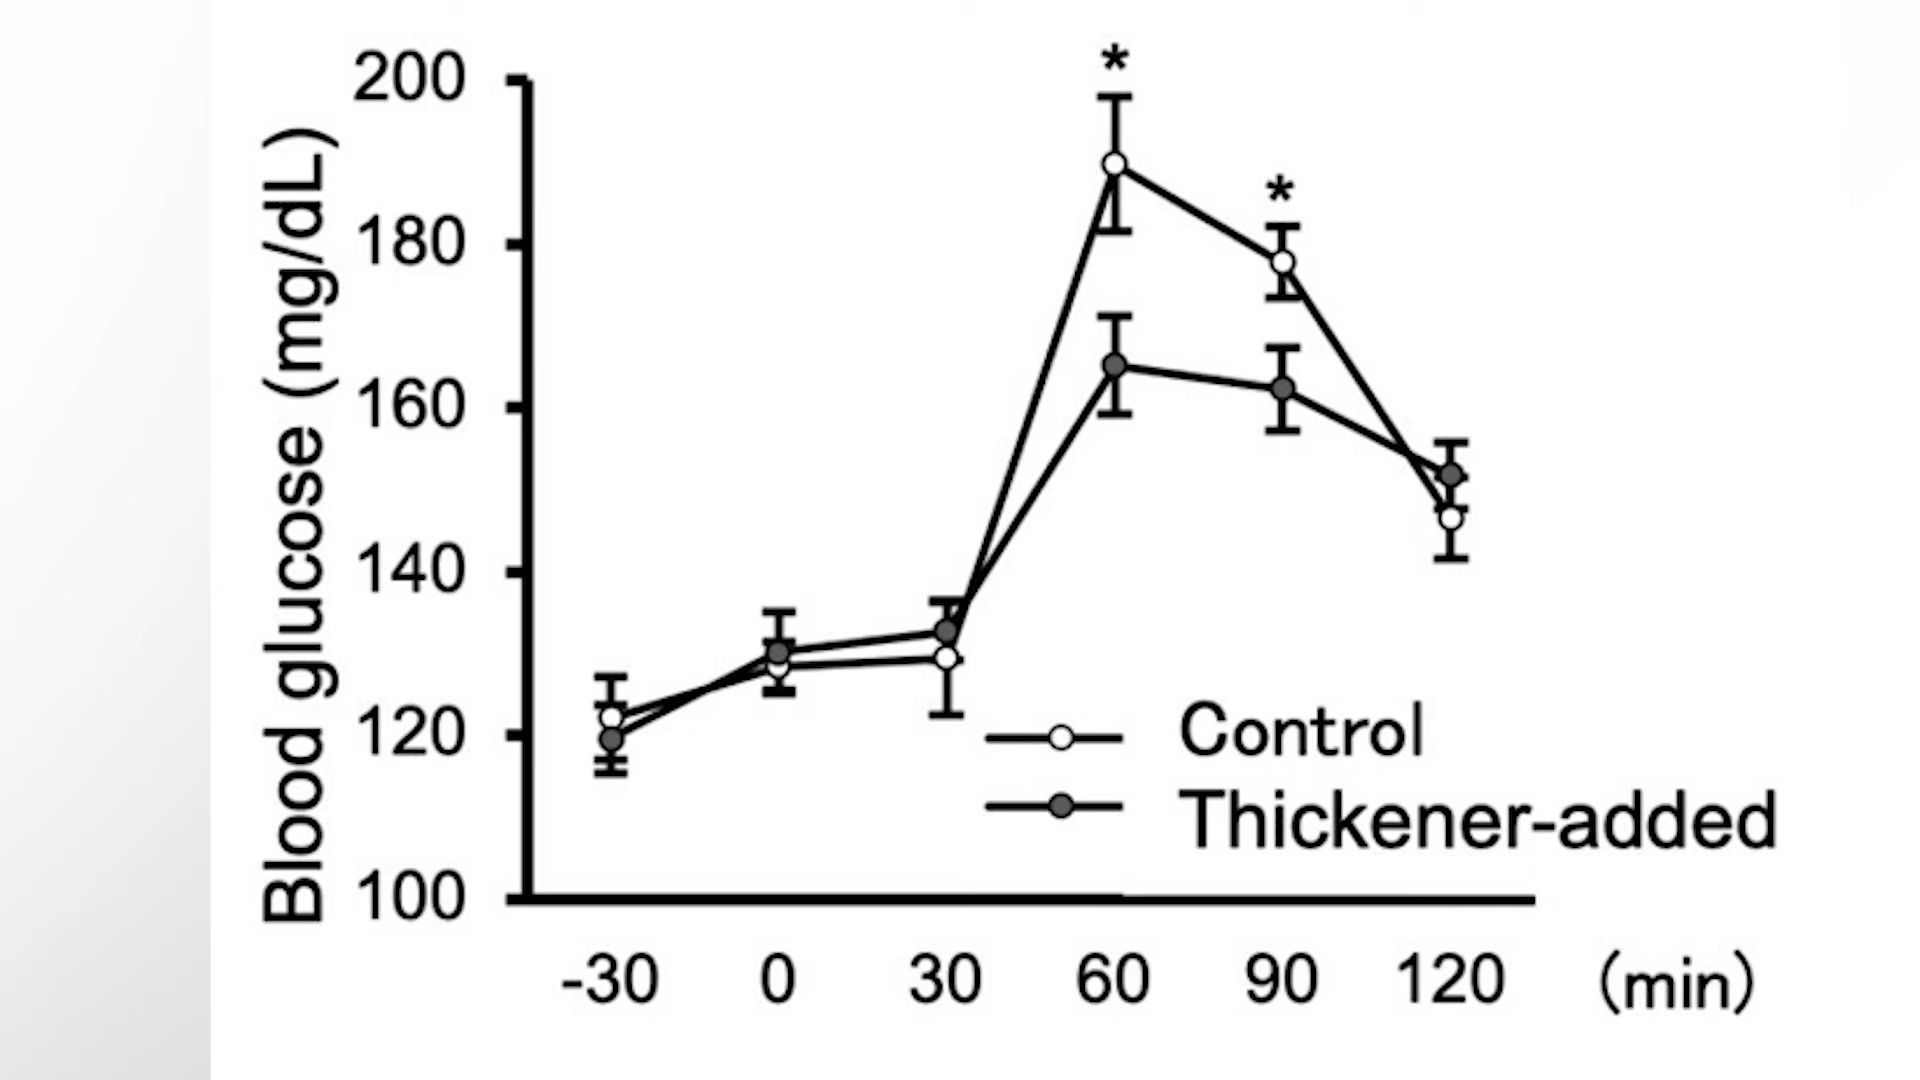 Blood glucose (mg/dL)
200
180
160
140
120
100
*
*
Control
Thickener-added
-30 0 30 60 90 120 (min)